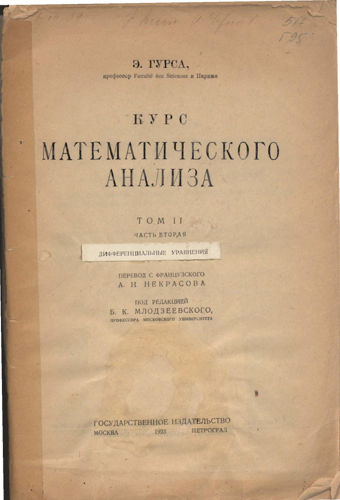 Э. ГУРСА,
профессор Faculté des Sciences в Париже
КУРС
МАТЕМАТИЧЕСКОГО
АНАЛИЗА
ТОМ II
ЧАСТЬ ВТОРАЯ
ДИФФЕРЕНЦИАЛЬНЫЕ УРАВНЕНИЯ
ПЕРЕВОД С ФРАНЦУЗСКОГО
А. И. НЕКРАСОВА
ПОД РЕДАКЦИЕЙ
Б. К. МЛОДЗЕЕВСКОГО,
ПРОФЕССОРА МОСКОВСКОГО УНИВЕРСИТЕТА
ГОСУДАРСТВЕННОЕ ИЗДАТЕЛЬСТВО
МОСКВА 1923 ПЕТРОГРАД